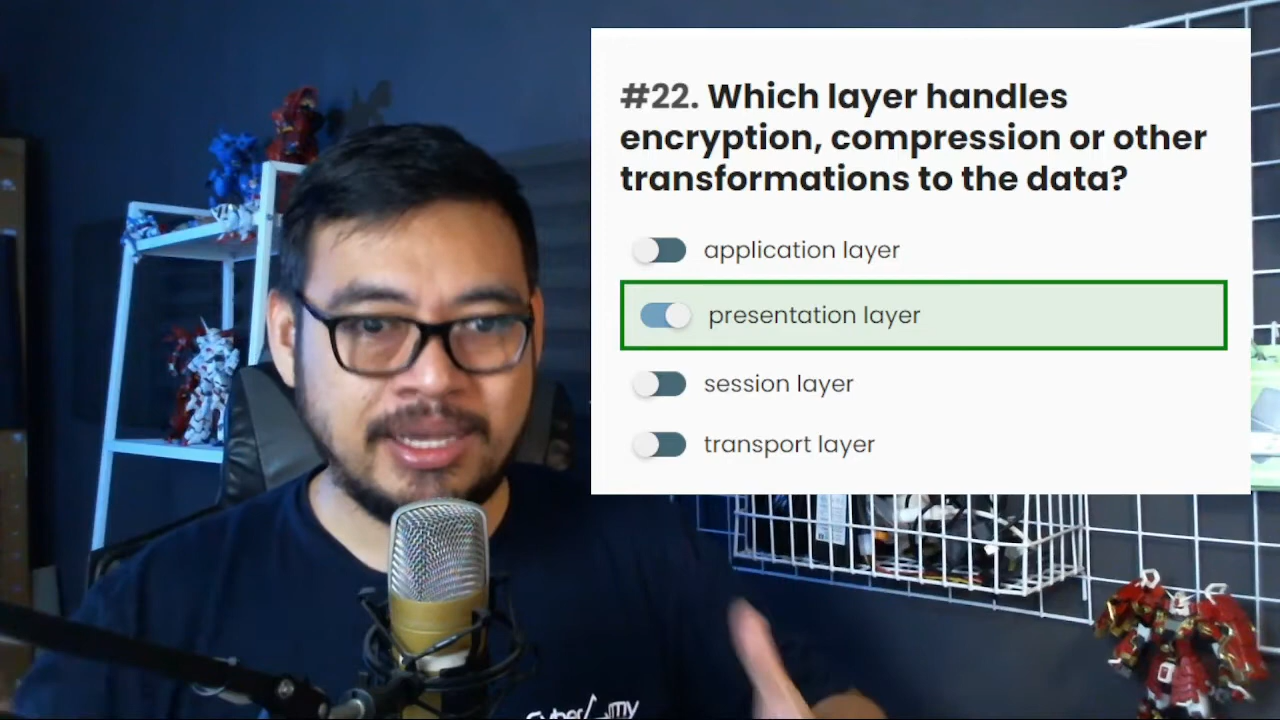 #22. Which layer handles
encryption, compression or other
transformations to the data?
application layer
presentation layer
session layer
transport layer